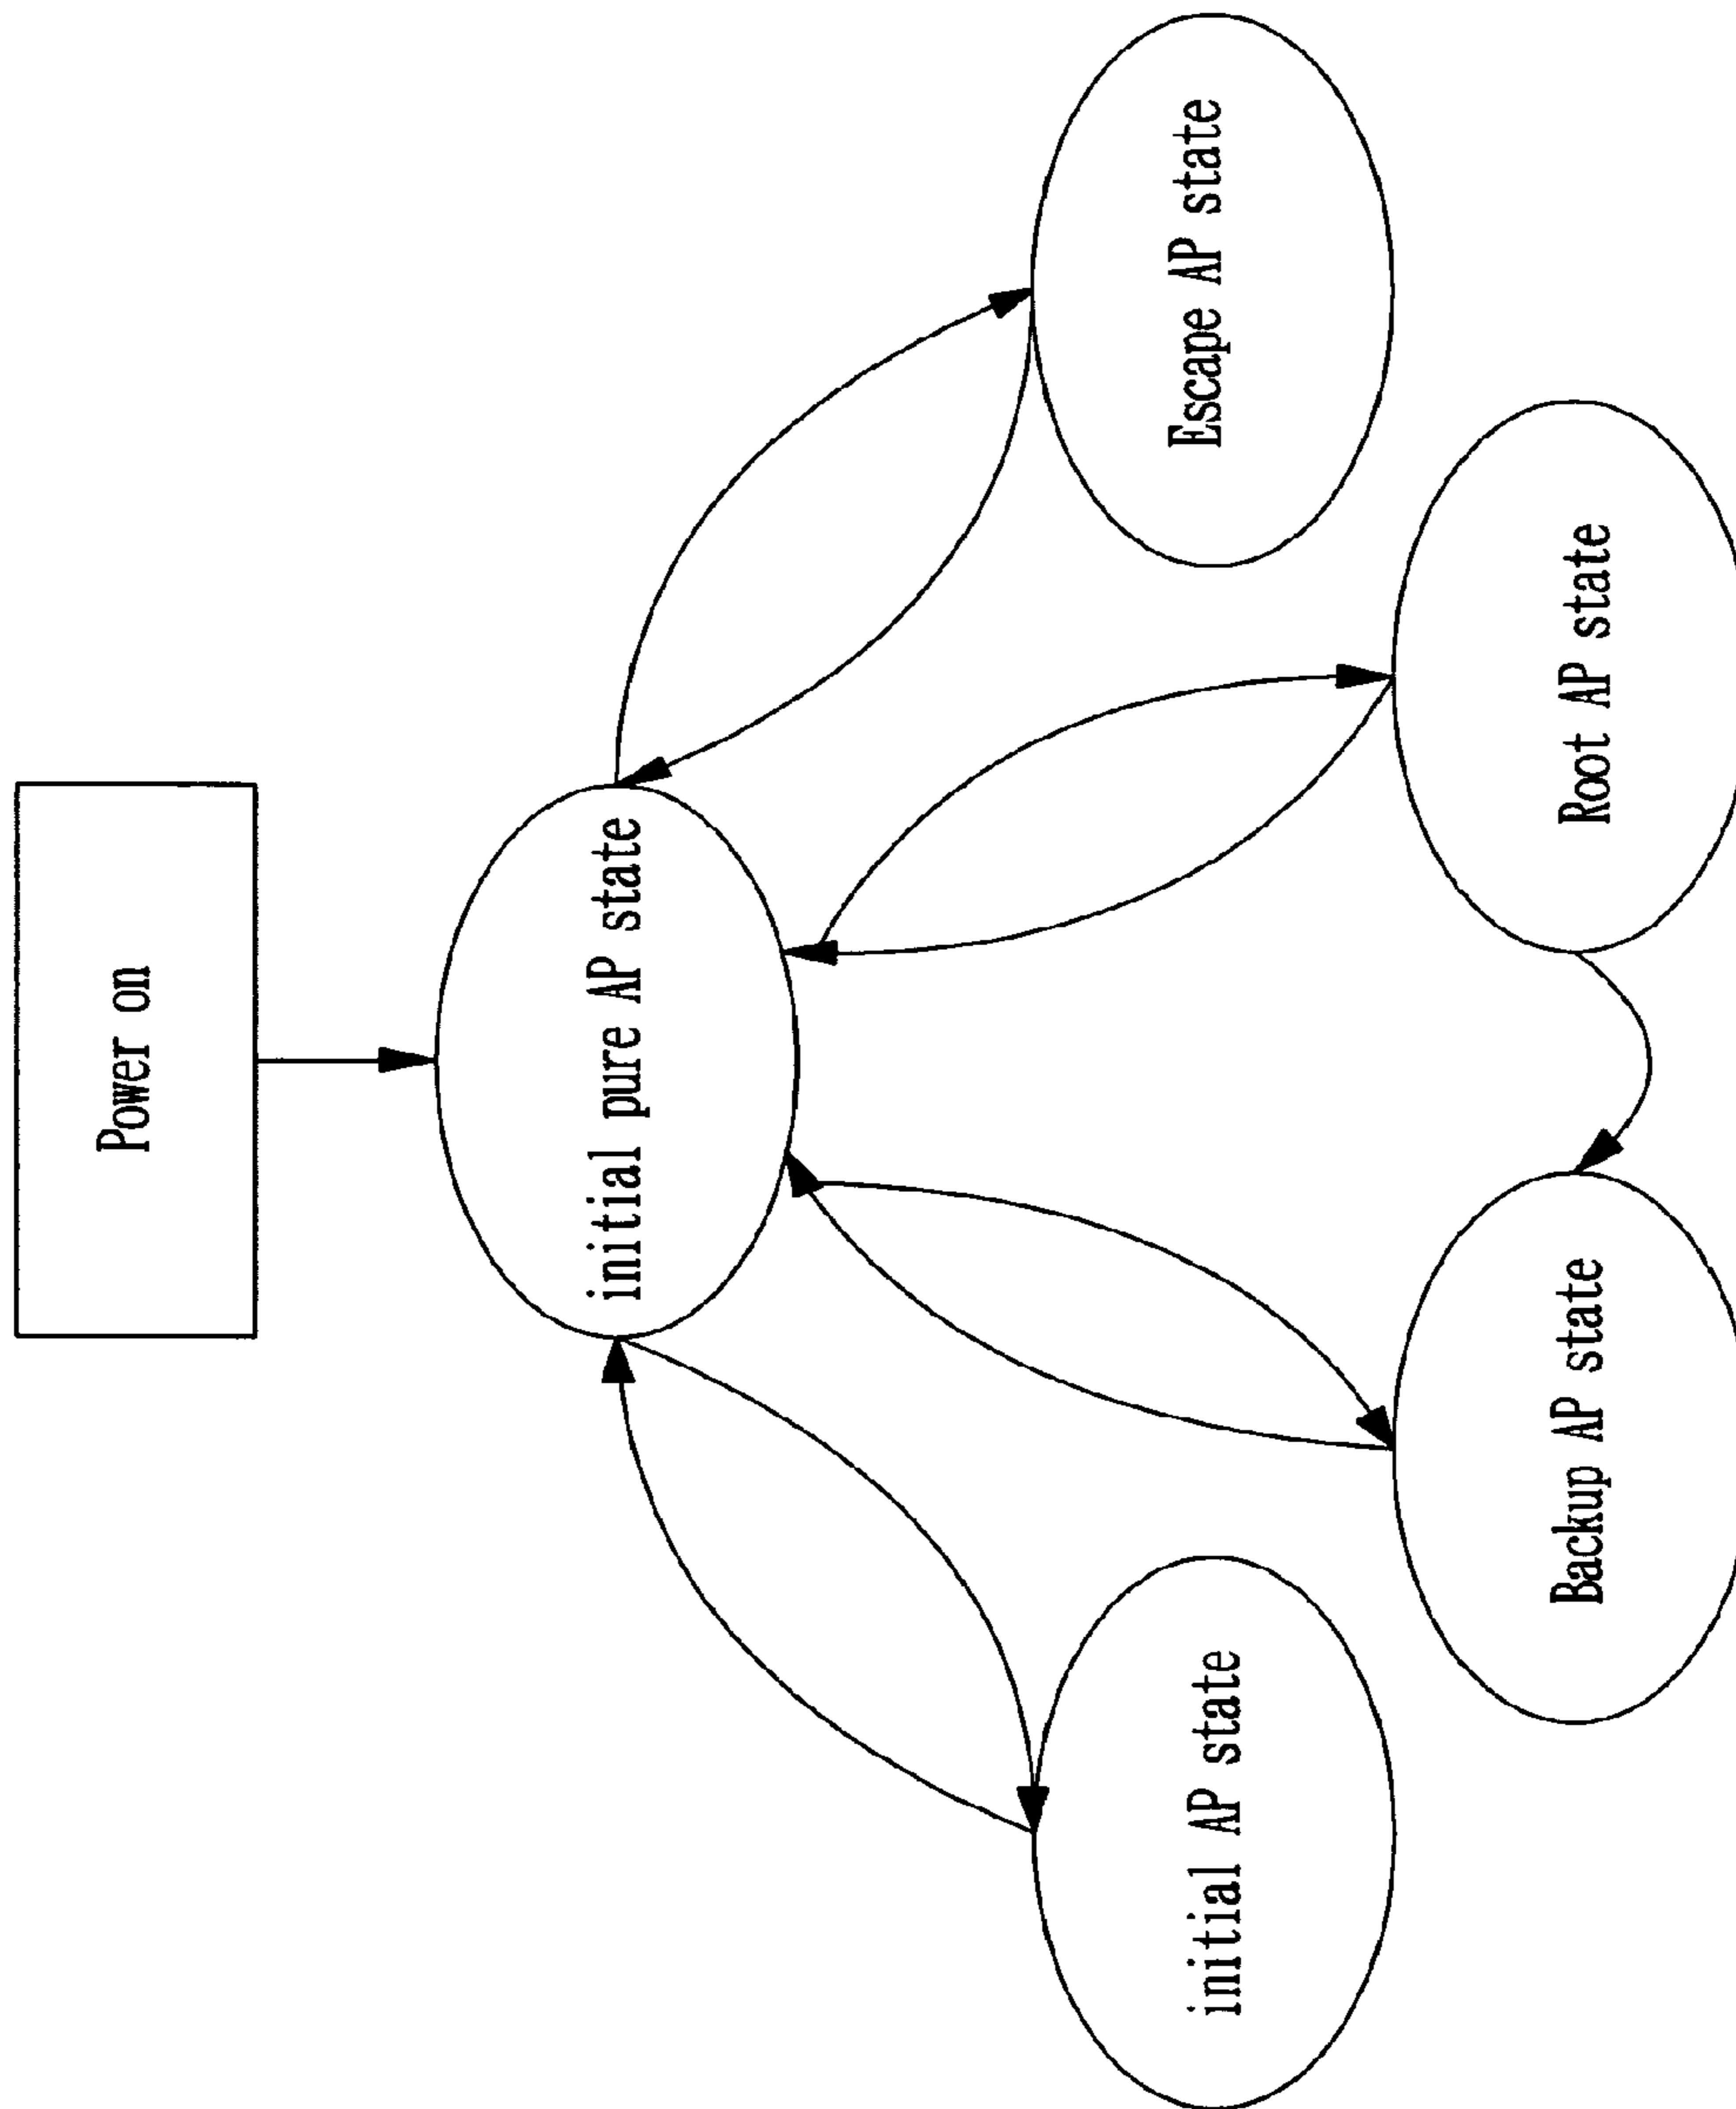 Power on
initial pure AP state
initial AP state
Backup AP state
Root AP state
Escape AP state